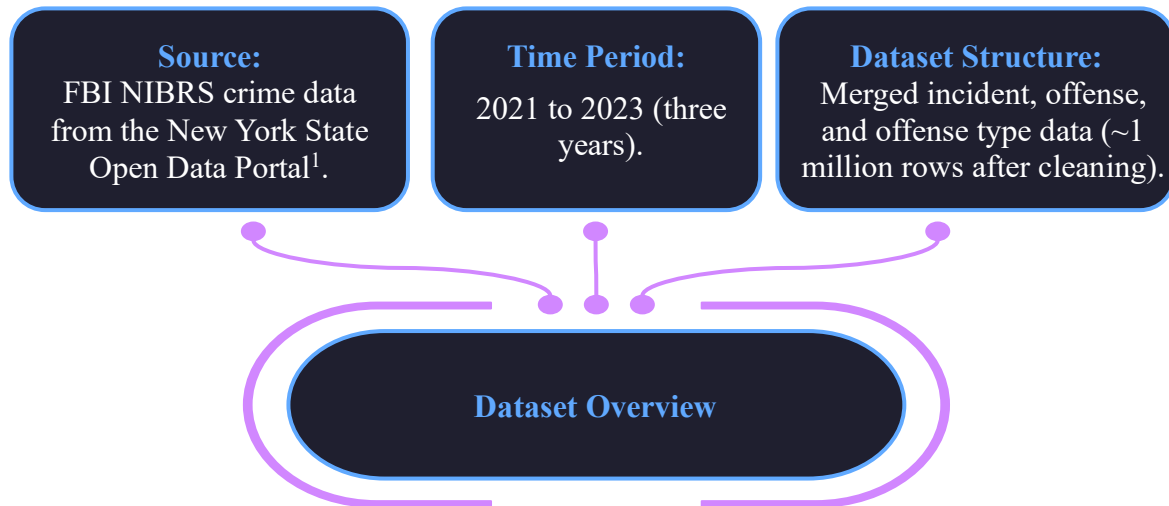 Source:
FBI NIBRS crime data
from the New York State
Open Data Portal¹.
Time Period:
2021 to 2023 (three
years).
Dataset Structure:
Merged incident, offense,
and offense type data (~1
million rows after cleaning).
Dataset Overview